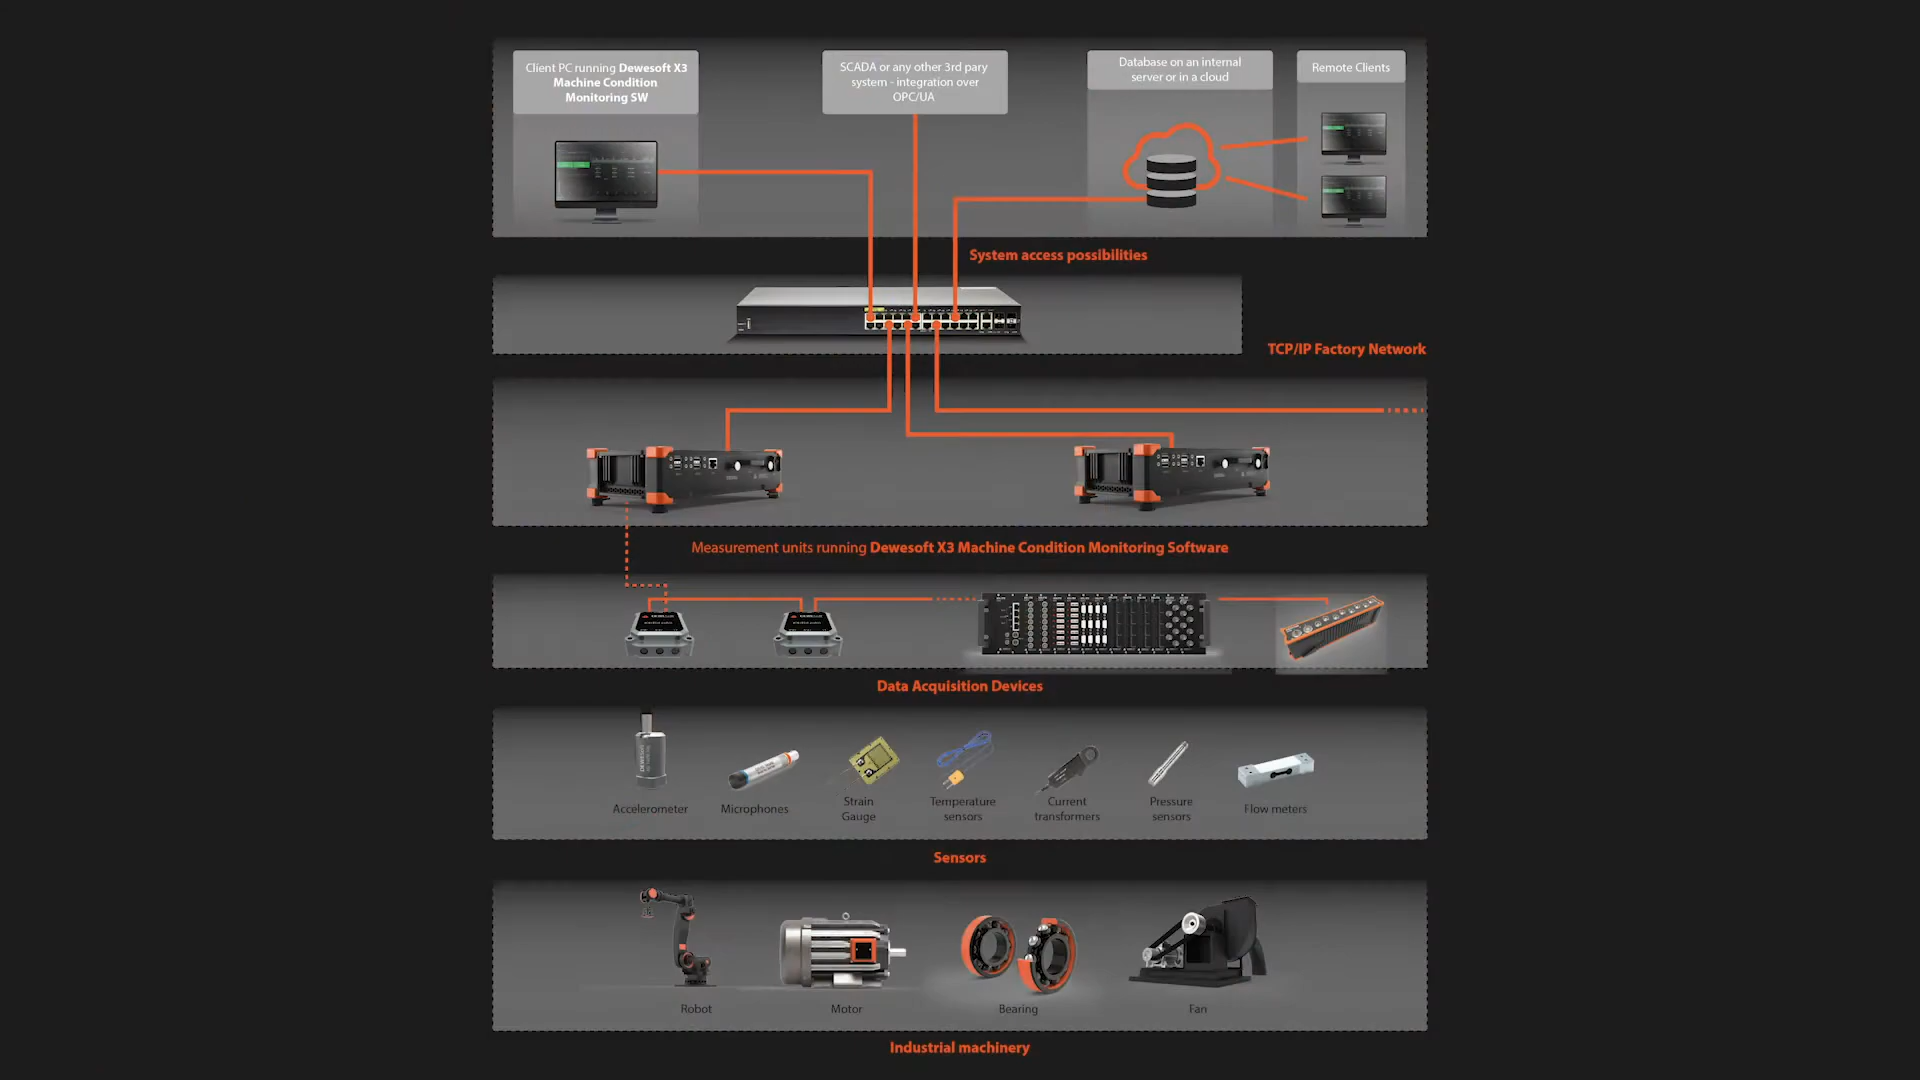 Client PC running Dewesoft X3
Machine Condition
Monitoring SW
SCADA or any other 3rd pary
system - integration over
OPC/UA
Database on an internal
server or in a cloud
Remote Clients
System access possibilities
TCP/IP Factory Network
Measurement units running Dewesoft X3 Machine Condition Monitoring Software
Data Acquisition Devices
Accelerometer
Microphones
Strain
Gauge
Temperature
sensors
Current
transformers
Pressure
sensors
Flow meters
Sensors
Robot
Motor
Bearing
Fan
Industrial machinery